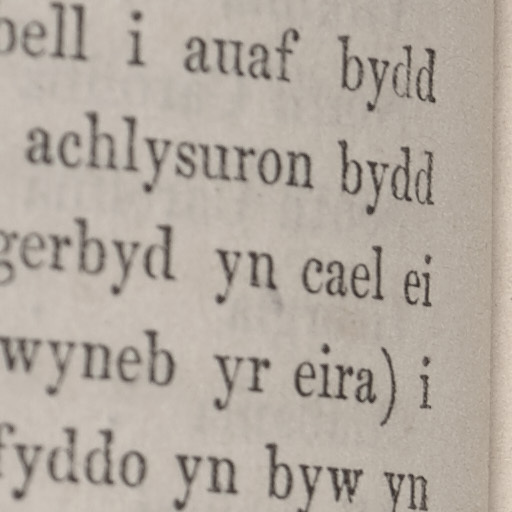 bell i auaf bydd
achlysuron bydd
gerbyd yn cael ei
wyneb yr eira) i
fyddo yn byw yn